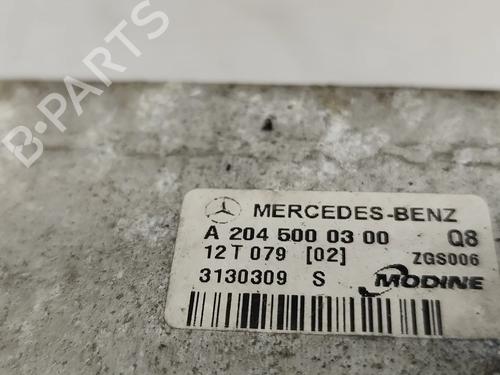 B-PARTS
MERCEDES-BENZ
A 204 500 03 00 Q8
12 T 079 [02] ZGS006
3130309 S MODINE